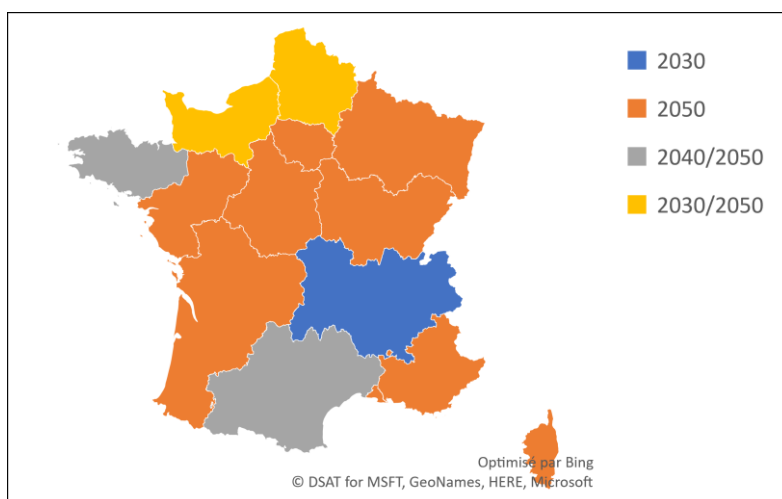 2030
2050
2040/2050
2030/2050
Optimisé par Bing
© DSAT for MSFT, GeoNames, HERE, Microsoft